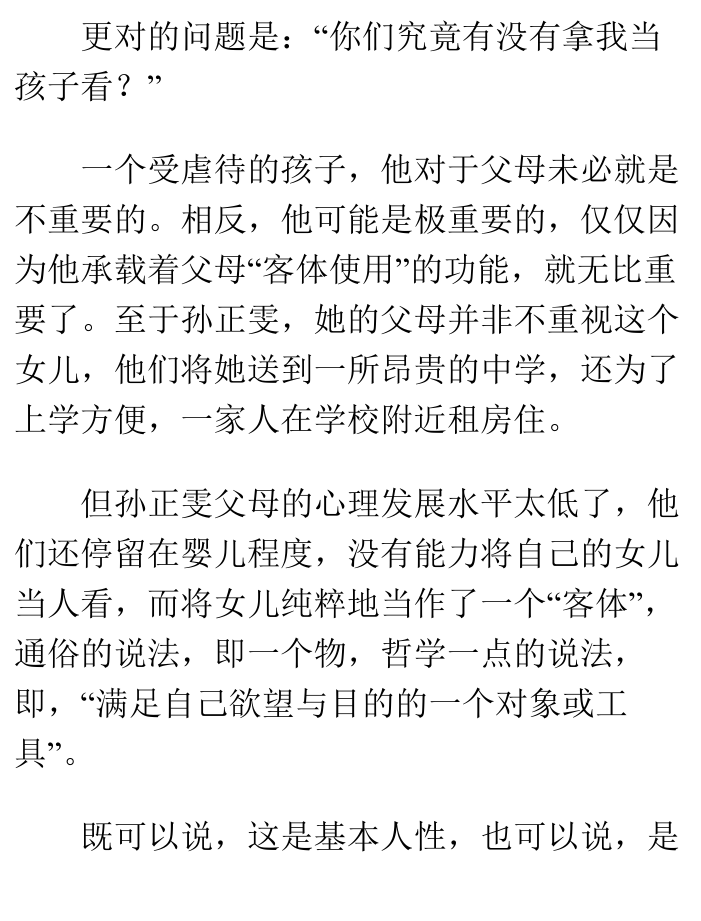 更对的问题是：“你们究竟有没有拿我当
孩子看？”
一个受虐待的孩子，他对于父母未必就是
不重要的。相反，他可能是极重要的，仅仅因
为他承载着父母“客体使用”的功能，就无比重
要了。至于孙正雯，她的父母并非不重视这个
女儿，他们将她送到一所昂贵的中学，还为了
上学方便，一家人在学校附近租房住。
但孙正雯父母的心理发展水平太低了，他
们还停留在婴儿程度，没有能力将自己的女儿
当人看，而将女儿纯粹地当作了一个“客体”，
通俗的说法，即一个物，哲学一点的说法，
即，“满足自己欲望与目的的一个对象或工
具”。
既可以说，这是基本人性，也可以说，是